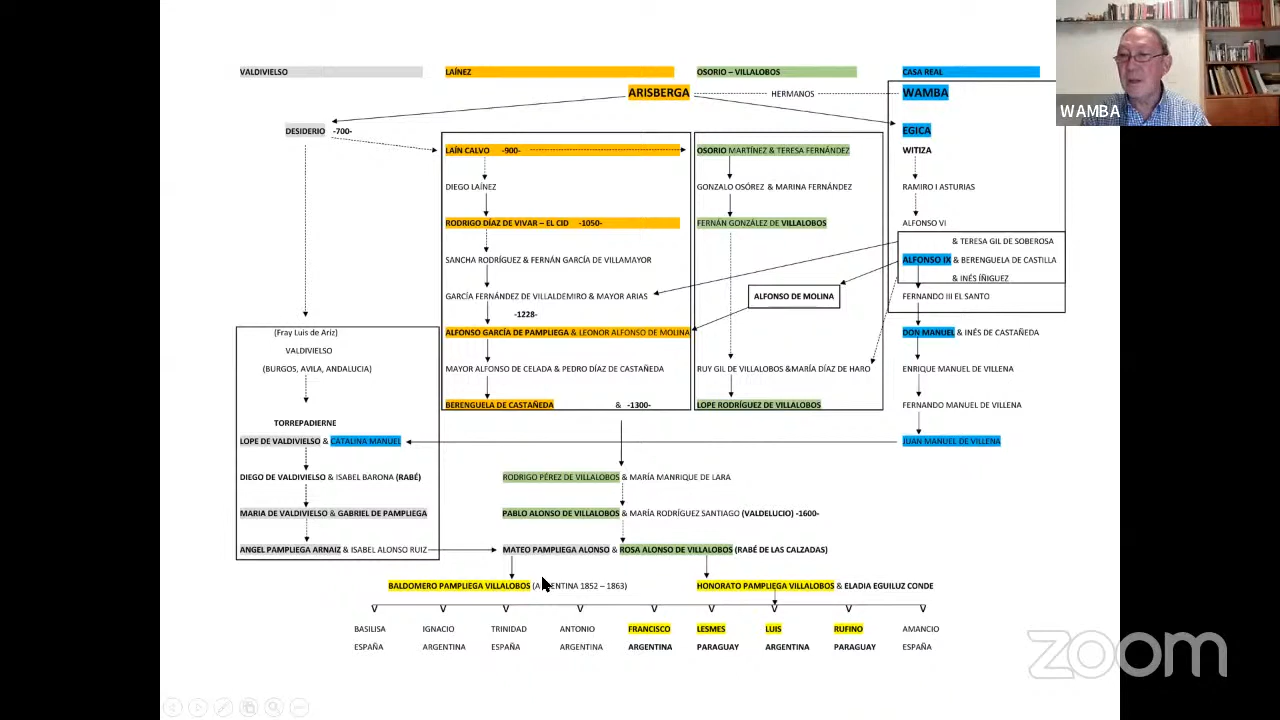 VALDIVIELSO
LAÍNEZ
OSORIO – VILLALOBOS
CASA REAL
ARISBERGA
HERMANOS
WAMBA
WAMBA
DESIDERIO -700-
EGICA
LAÍN CALVO -900-
OSORIO MARTÍNEZ & TERESA FERNÁNDEZ
WITIZA
DIEGO LAÍNEZ
GONZALO OSÓREZ & MARINA FERNÁNDEZ
RAMIRO I ASTURIAS
RODRIGO DÍAZ DE VIVAR – EL CID -1050-
FERNÁN GONZÁLEZ DE VILLALOBOS
ALFONSO VI
& TERESA GIL DE SOBEROSA
SANCHA RODRÍGUEZ & FERNÁN GARCÍA DE VILLAMAYOR
ALFONSO IX & BERENGUELA DE CASTILLA
& INÉS ÍÑIGUEZ
GARCÍA FERNÁNDEZ DE VILLALDEMIRO & MAYOR ARIAS
ALFONSO DE MOLINA
FERNANDO III EL SANTO
-1228-
(Fray Luis de Ariz)
ALFONSO GARCÍA DE PAMPLIEGA & LEONOR ALFONSO DE MOLINA
DON MANUEL & INÉS DE CASTAÑEDA
VALDIVIELSO
(BURGOS, AVILA, ANDALUCIA)
MAYOR ALFONSO DE CELADA & PEDRO DÍAZ DE CASTAÑEDA
RUY GIL DE VILLALOBOS &MARÍA DÍAZ DE HARO
ENRIQUE MANUEL DE VILLENA
BERENGUELA DE CASTAÑEDA & -1300-
LOPE RODRÍGUEZ DE VILLALOBOS
FERNANDO MANUEL DE VILLENA
TORREPADIERNE
LOPE DE VALDIVIELSO & CATALINA MANUEL
JUAN MANUEL DE VILLENA
DIEGO DE VALDIVIELSO & ISABEL BARONA (RABÉ)
RODRIGO PÉREZ DE VILLALOBOS & MARÍA MANRIQUE DE LARA
MARIA DE VALDIVIELSO & GABRIEL DE PAMPLIEGA
PABLO ALONSO DE VILLALOBOS & MARÍA RODRÍGUEZ SANTIAGO (VALDELUCIO) -1600-
ANGEL PAMPLIEGA ARNAIZ & ISABEL ALONSO RUIZ
MATEO PAMPLIEGA ALONSO & ROSA ALONSO DE VILLALOBOS (RABÉ DE LAS CALZADAS)
BALDOMERO PAMPLIEGA VILLALOBOS (ARGENTINA 1852 – 1863)
HONORATO PAMPLIEGA VILLALOBOS & ELADIA EGUILUZ CONDE
V V V V V V V V V
BASILISA IGNACIO TRINIDAD ANTONIO FRANCISCO LESMES LUIS RUFINO AMANCIO
ESPAÑA ARGENTINA ESPAÑA ARGENTINA ARGENTINA PARAGUAY ARGENTINA PARAGUAY ESPAÑA
zoom